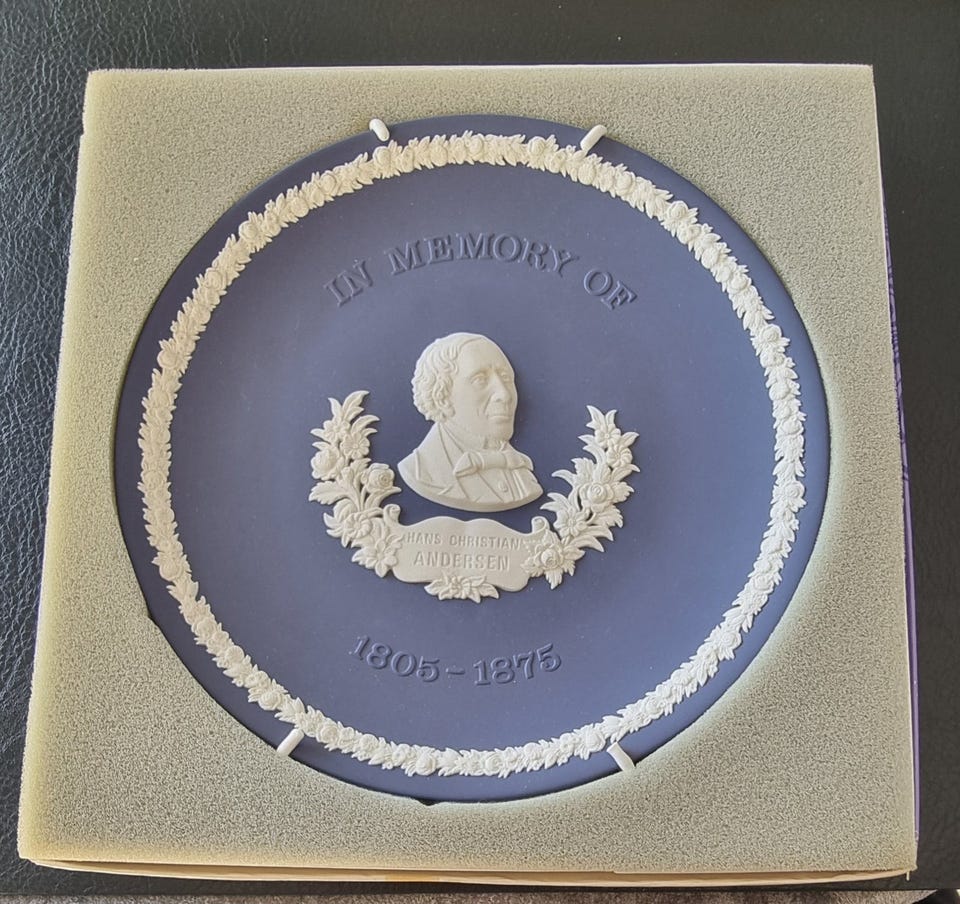 IN MEMORY OF
HANS CHRISTIAN
ANDERSEN
1805-1875